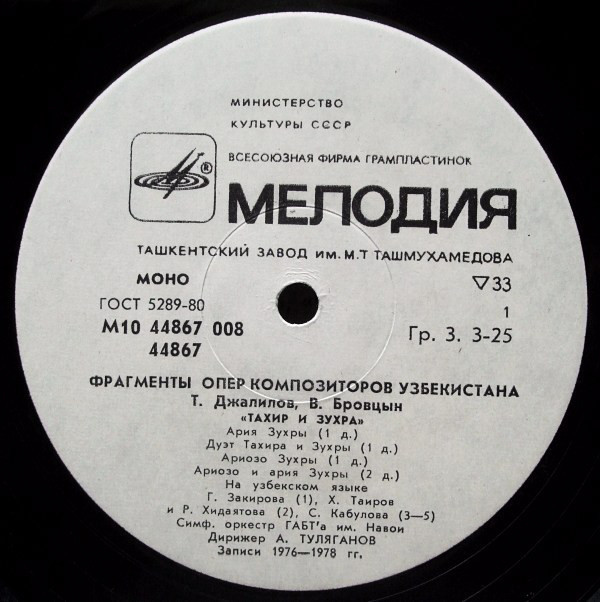 МИНИСТЕРСТВО
КУЛЬТУРЫ СССР
ВСЕСОЮЗНАЯ ФИРМА ГРАМПЛАСТИНОК
®
МЕЛОДИЯ
ТАШКЕНТСКИЙ ЗАВОД ИМ. М.Т ТАШМУХАМЕДОВА
МОНО ▽33
ГОСТ 5289-80 1
М10 44867 008 Гр. 3. 3-25
44867
ФРАГМЕНТЫ ОПЕР КОМПОЗИТОРОВ УЗБЕКИСТАНА
Т. Джалилов, В. Бровцын
«ТАХИР И ЗУХРА»
Ария Зухры (1 д.)
Дуэт Тахира и Зухры (1 д.)
Ариозо Зухры (1 д.)
Ариозо и ария Зухры (2 д.)
На узбекском языке
Г. Закирова (1), Х. Таиров
и Р. Хидаятова (2), С. Кабулова (3—5)
Симф. оркестр ГАБТ'а им. Навои
Дирижер А. ТУЛЯГАНОВ
Записи 1976—1978 гг.